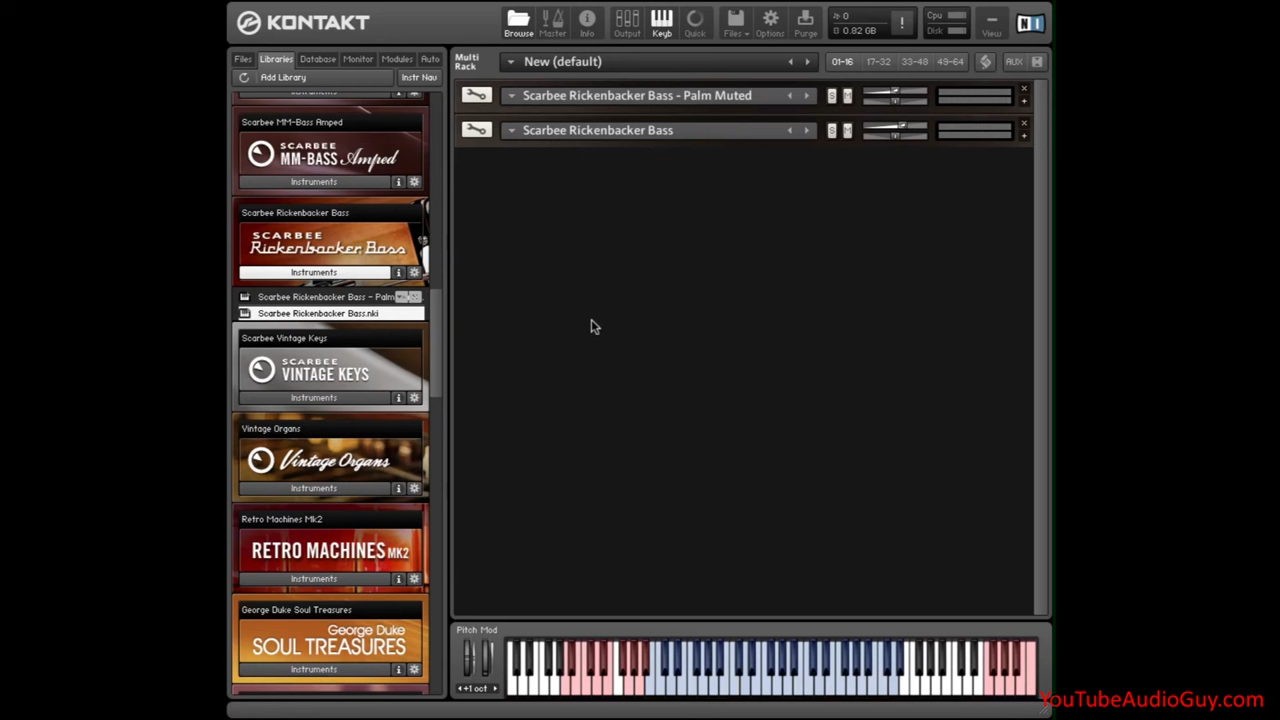 KONTAKT
Browse
Master
Info
Output
Keyb
Quick
Files
Options
Purge
0
0.82 GB
!
Cpu
Disk
View
NI
Files
Libraries
Database
Monitor
Modules
Auto
Add Library
Instr Nav
Instruments
Scarbee MM-Bass Amped
SCARBEE
MM-BASS Amped
Instruments
Scarbee Rickenbacker Bass
SCARBEE
Rickenbacker Bass
Instruments
Scarbee Rickenbacker Bass - Palm
Scarbee Rickenbacker Bass.nki
Scarbee Vintage Keys
SCARBEE
VINTAGE KEYS
Instruments
Vintage Organs
Vintage Organs
Instruments
Retro Machines Mk2
RETRO MACHINES MK2
Instruments
George Duke Soul Treasures
George Duke
SOUL TREASURES
Instruments
Multi
Rack
New (default)
01-16
17-32
33-48
49-64
AUX
Scarbee Rickenbacker Bass - Palm Muted
S
M
Scarbee Rickenbacker Bass
S
M
Pitch Mod
+1 oct
YouTubeAudioGuy.com